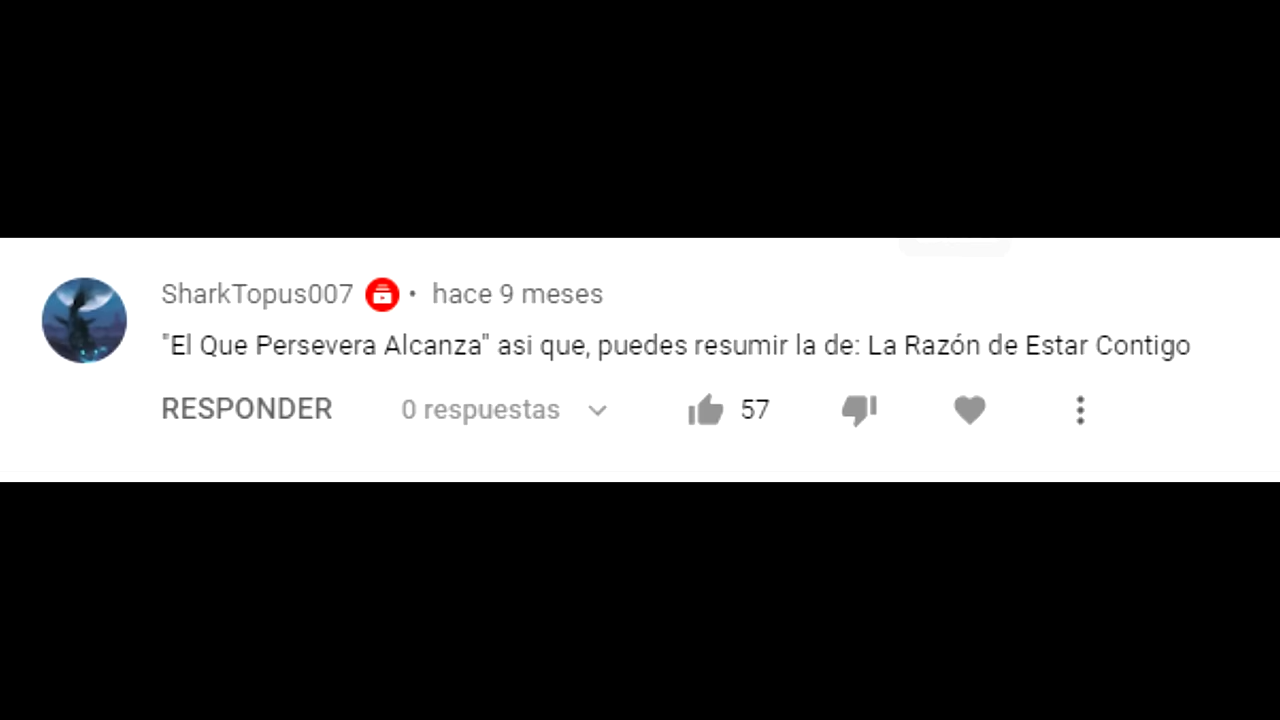 SharkTopus007 • hace 9 meses
"El Que Persevera Alcanza" asi que, puedes resumir la de: La Razón de Estar Contigo
RESPONDER 0 respuestas 57